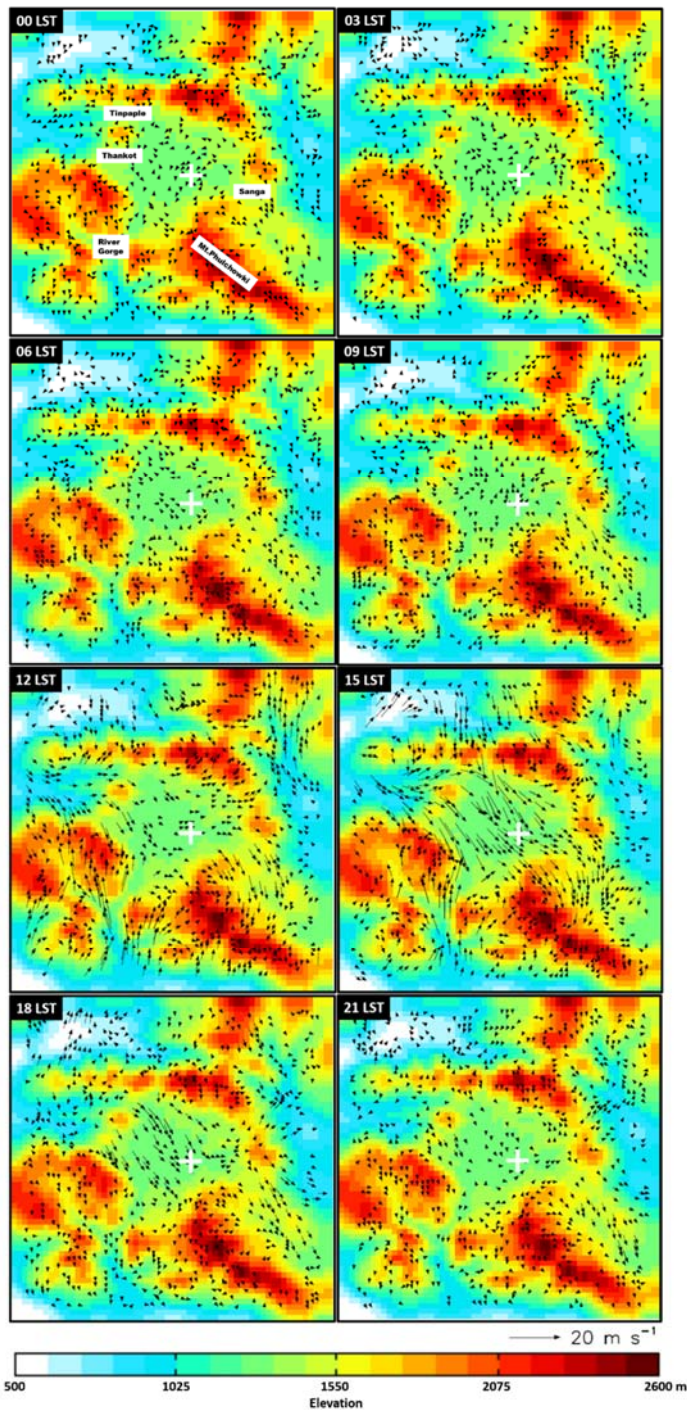 00 LST
03 LST
Tinpaple
Thankot
Sanga
River
Gorge
Mt.Phulchowki
06 LST
09 LST
12 LST
15 LST
18 LST
21 LST
20 m s⁻¹
500 1025 1550 2075 2600 m
Elevation